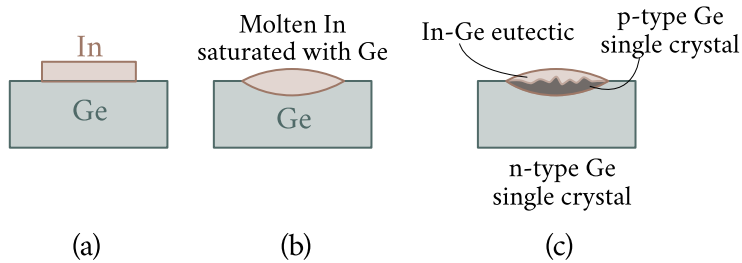 In
Ge
(a)
Molten In
saturated with Ge
Ge
(b)
In-Ge eutectic
p-type Ge
single crystal
n-type Ge
single crystal
(c)